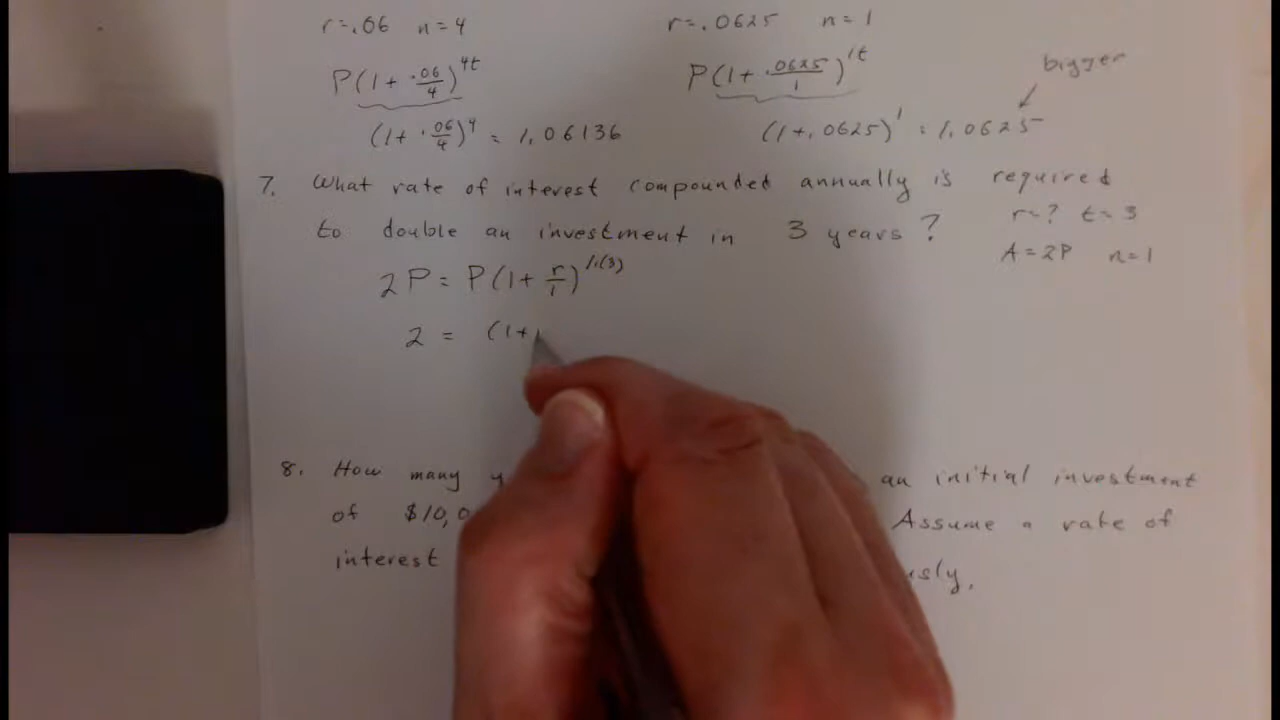 r=.06 n=4
r=.0625 n=1
P(1+.06/4)^4t
P(1+.0625/1)^1t
bigger
(1+.06/4)^4 = 1.06136
(1+.0625)^1 = 1.0625
7. What rate of interest compounded annually is required
to double an investment in 3 years?
r=? t=3
A=2P n=1
2P = P(1+r/1)^1·(3)
2 = (1+
8. How many an initial investment
of $10,0 Assume a rate of
interest